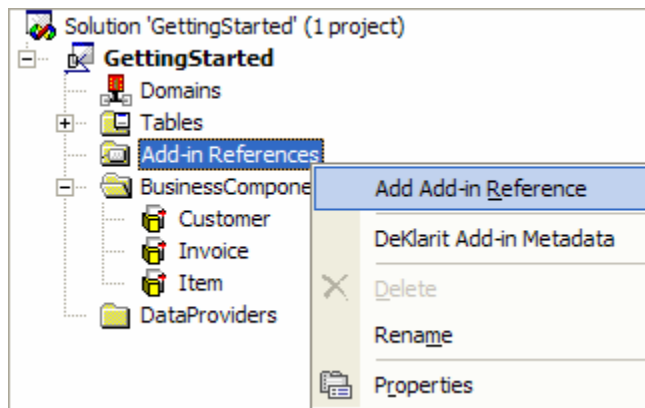 Solution 'GettingStarted' (1 project)
GettingStarted
Domains
Tables
Add-in References
BusinessCompone
Customer
Invoice
Item
DataProviders
Add Add-in Reference
DeKlarit Add-in Metadata
Delete
Rename
Properties